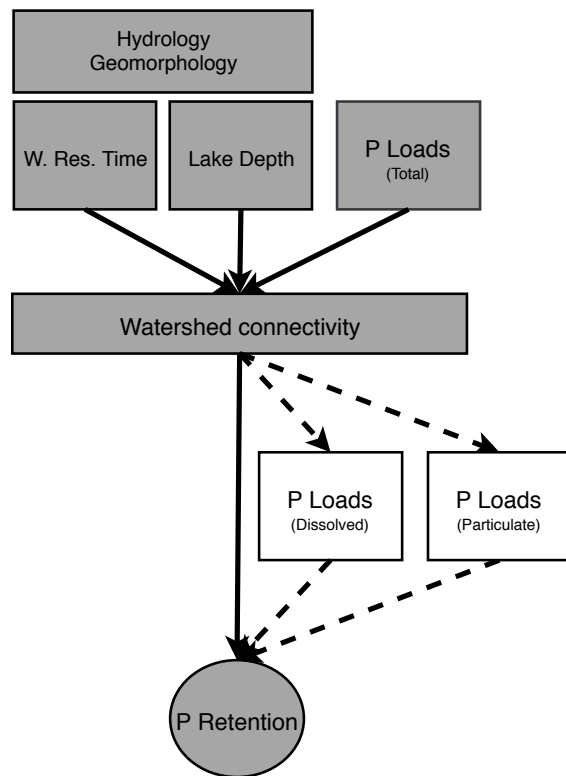 Hydrology
Geomorphology
W. Res. Time
Lake Depth
P Loads
(Total)
Watershed connectivity
P Loads
(Dissolved)
P Loads
(Particulate)
P Retention